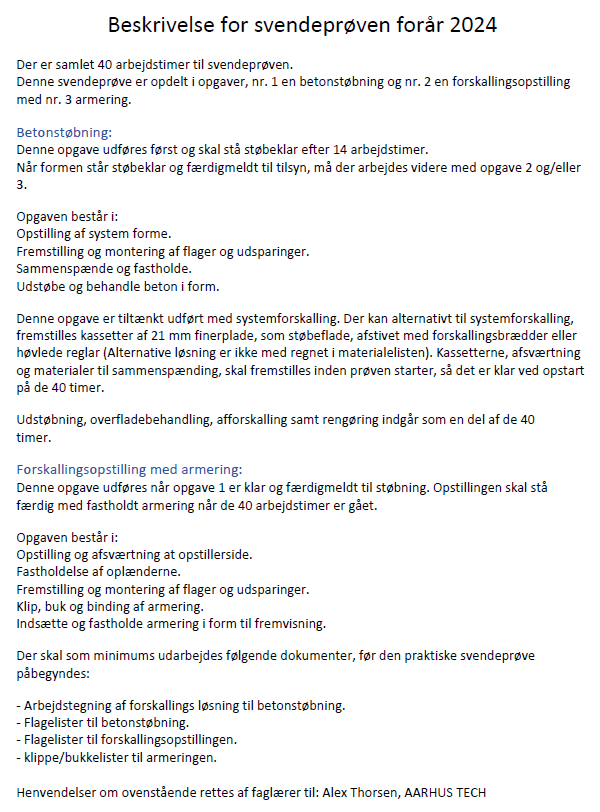 Beskrivelse for svendeprøven forår 2024
Der er samlet 40 arbejdstimer til svendeprøven.
Denne svendeprøve er opdelt i opgaver, nr. 1 en betonstøbning og nr. 2 en forskallingsopstilling
med nr. 3 armering.
Betonstøbning:
Denne opgave udføres først og skal stå støbeklar efter 14 arbejdstimer.
Når formen står støbeklar og færdigmeldt til tilsyn, må der arbejdes videre med opgave 2 og/eller
3.
Opgaven består i:
Opstilling af system forme.
Fremstilling og montering af flager og udsparinger.
Sammenspænde og fastholde.
Udstøbe og behandle beton i form.
Denne opgave er tiltænkt udført med systemforskalling. Der kan alternativt til systemforskalling,
fremstilles kassetter af 21 mm finerplade, som støbeflade, afstivet med forskallingsbrædder eller
høvlede reglar (Alternative løsning er ikke med regnet i materialelisten). Kassetterne, afsværtning
og materialer til sammenspænding, skal fremstilles inden prøven starter, så det er klar ved opstart
på de 40 timer.
Udstøbning, overfladebehandling, afforskalling samt rengøring indgår som en del af de 40
timer.
Forskallingsopstilling med armering:
Denne opgave udføres når opgave 1 er klar og færdigmeldt til støbning. Opstillingen skal stå
færdig med fastholdt armering når de 40 arbejdstimer er gået.
Opgaven består i:
Opstilling og afsværtning at opstillerside.
Fastholdelse af oplænderne.
Fremstilling og montering af flager og udsparinger.
Klip, buk og binding af armering.
Indsætte og fastholde armering i form til fremvisning.
Der skal som minimums udarbejdes følgende dokumenter, før den praktiske svendeprøve
påbegyndes:
- Arbejdstegning af forskallings løsning til betonstøbning.
- Flagelister til betonstøbning.
- Flagelister til forskallingsopstillingen.
- klippe/bukkelister til armeringen.
Henvendelser om ovenstående rettes af faglærer til: Alex Thorsen, AARHUS TECH